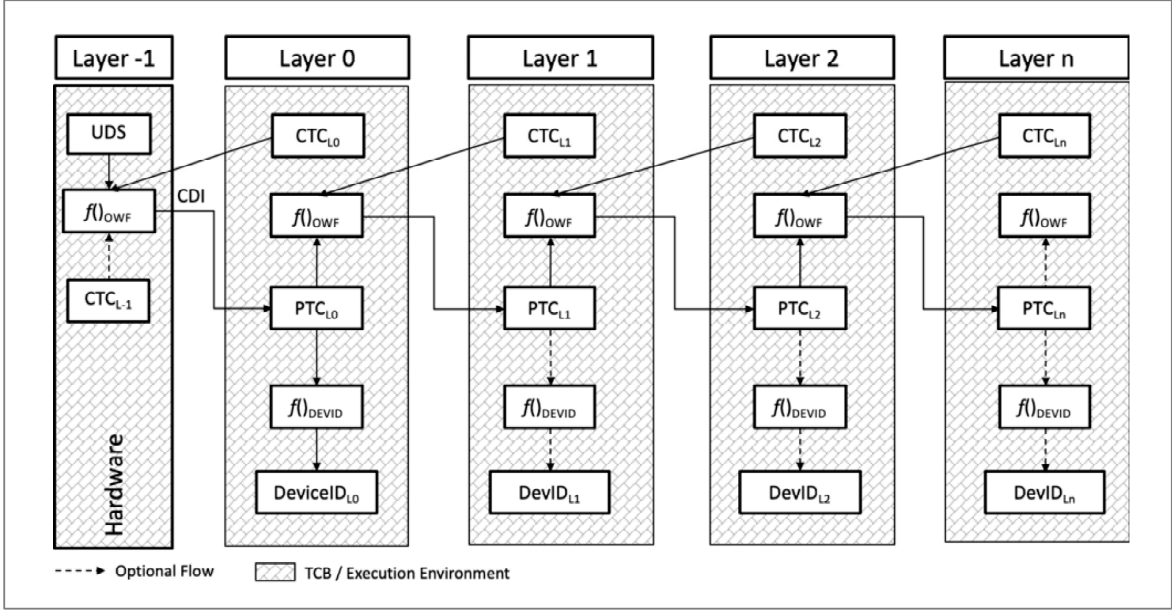 Layer -1
Layer 0
Layer 1
Layer 2
Layer n
UDS
CTCL0
CTCL1
CTCL2
CTCLn
f()OWF
CDI
f()OWF
f()OWF
f()OWF
f()OWF
CTCL-1
PTCL0
PTCL1
PTCL2
PTCLn
f()DEVID
f()DEVID
f()DEVID
f()DEVID
Hardware
DeviceIDL0
DevIDL1
DevIDL2
DevIDLn
Optional Flow
TCB / Execution Environment